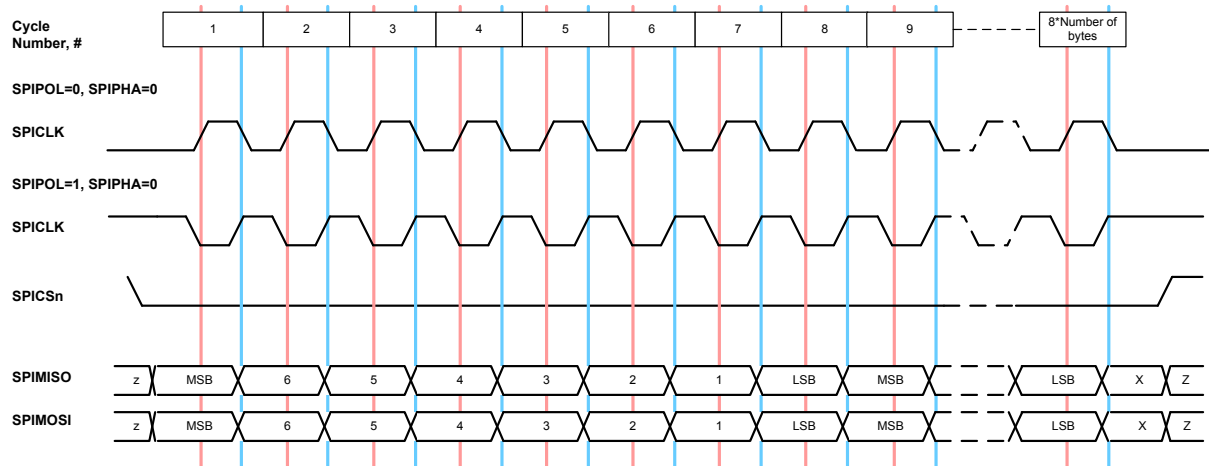 Cycle
Number, #
1 2 3 4 5 6 7 8 9
8*Number of
bytes
SPIPOL=0, SPIPHA=0
SPICLK
SPIPOL=1, SPIPHA=0
SPICLK
SPICSn
SPIMISO z MSB 6 5 4 3 2 1 LSB MSB LSB X Z
SPIMOSI z MSB 6 5 4 3 2 1 LSB MSB LSB X Z